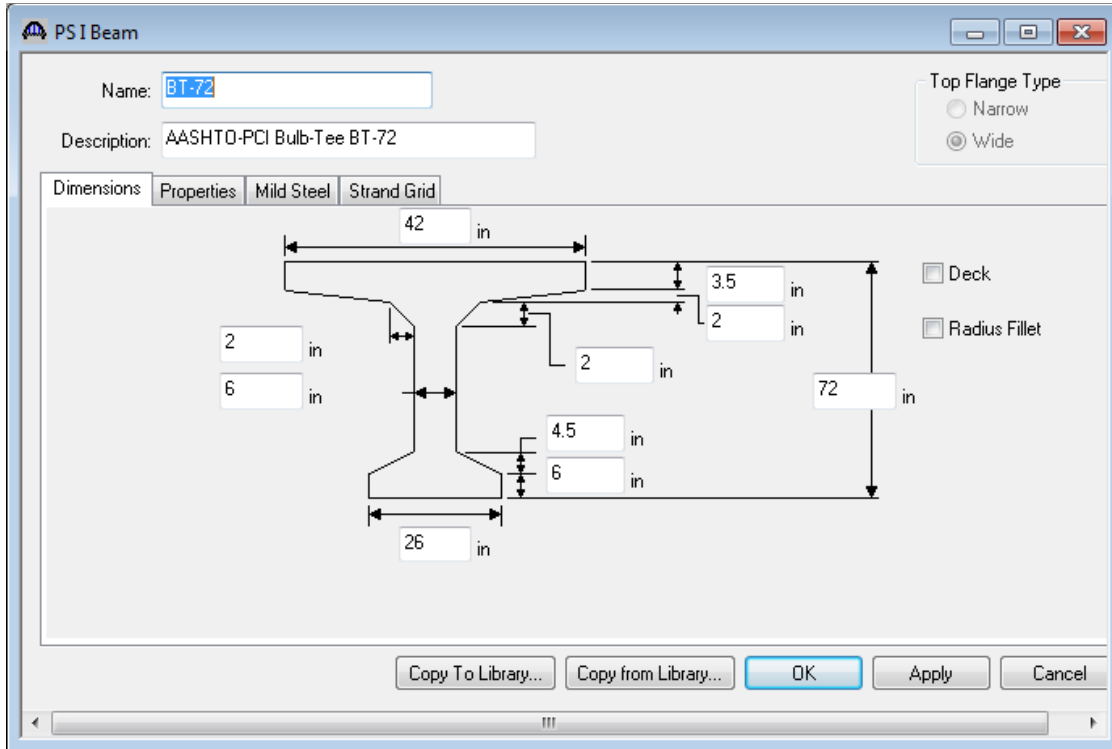 PS I Beam
Name: BT-72
Description: AASHTO-PCI Bulb-Tee BT-72
Top Flange Type
Narrow
Wide
Dimensions Properties Mild Steel Strand Grid
42 in
3.5 in
2 in
2 in
2 in
6 in
72 in
4.5 in
6 in
26 in
Deck
Radius Fillet
Copy To Library... Copy from Library... OK Apply Cancel